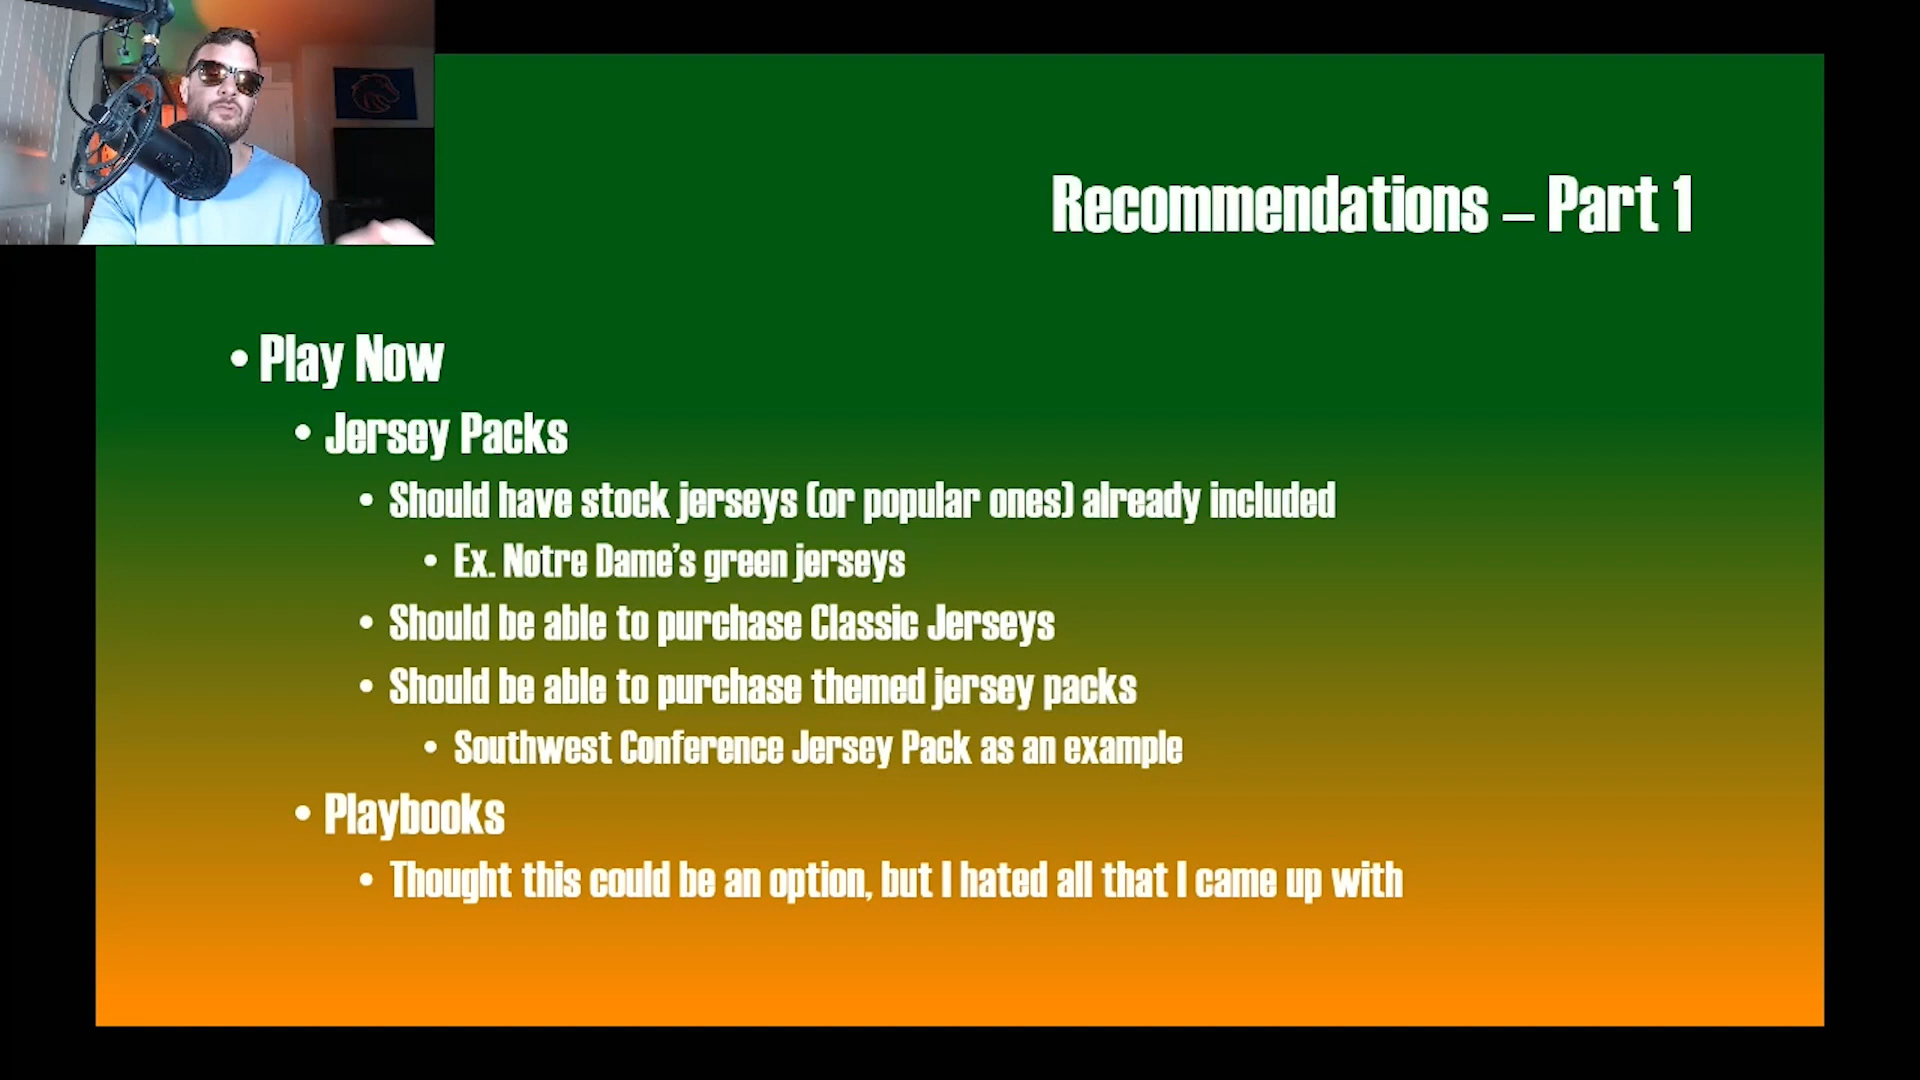 Recommendations – Part 1
• Play Now
• Jersey Packs
• Should have stock jerseys (or popular ones) already included
• Ex. Notre Dame’s green jerseys
• Should be able to purchase Classic Jerseys
• Should be able to purchase themed jersey packs
• Southwest Conference Jersey Pack as an example
• Playbooks
• Thought this could be an option, but I hated all that I came up with